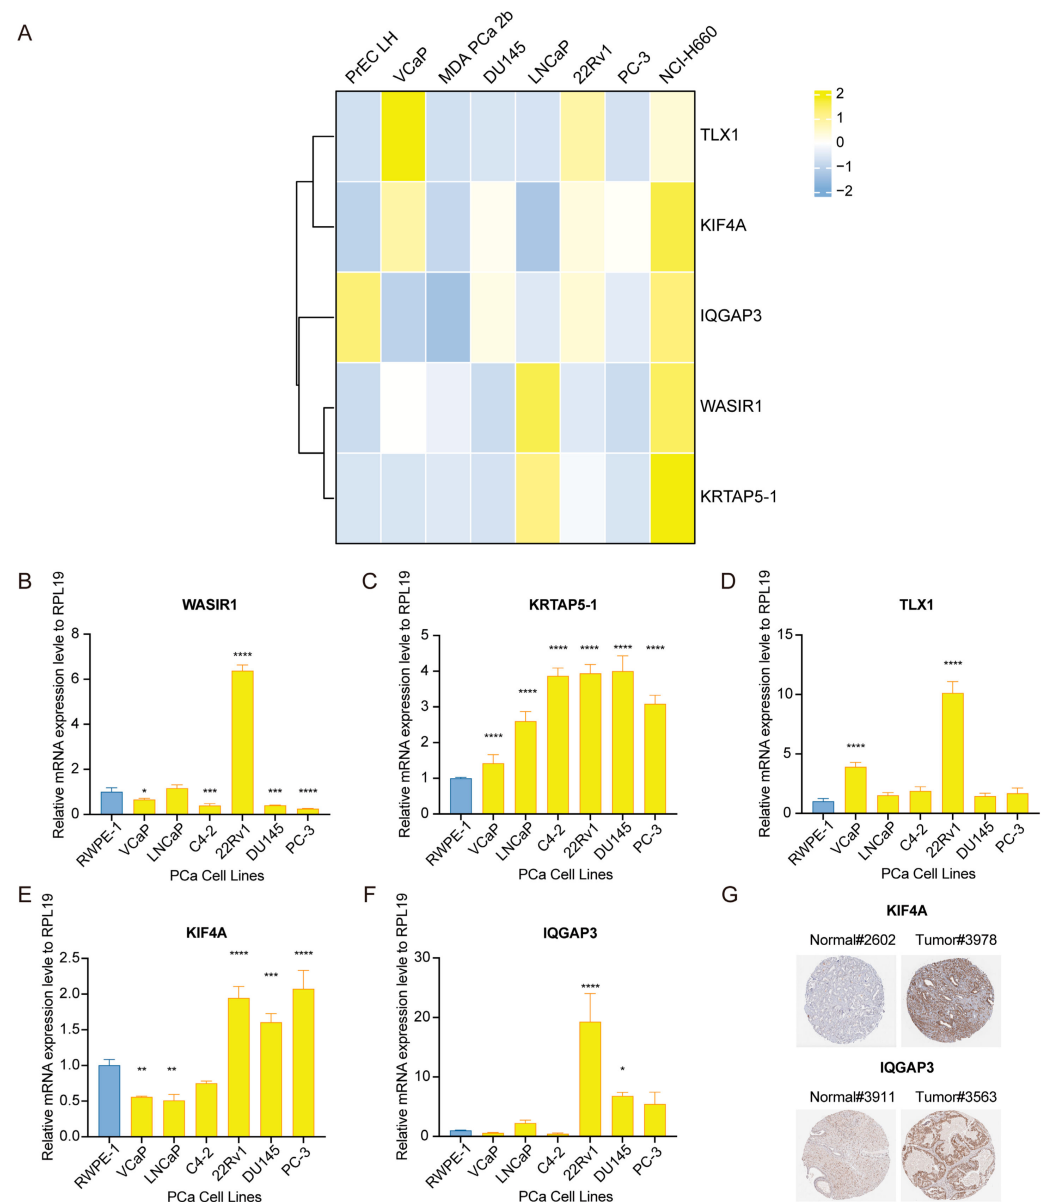 A
PrEC LH
VCaP
MDA PCa 2b
DU145
LNCaP
22Rv1
PC-3
NCI-H660
TLX1
KIF4A
IQGAP3
WASIR1
KRTAP5-1
2
1
0
−1
−2
B
WASIR1
Relative mRNA expression levle to RPL19
8
6
4
2
0
*
***
****
***
****
RWPE-1
VCaP
LNCaP
C4-2
22Rv1
DU145
PC-3
PCa Cell Lines
C
KRTAP5-1
Relative mRNA expression levle to RPL19
5
4
3
2
1
0
****
****
****
****
****
****
RWPE-1
VCaP
LNCaP
C4-2
22Rv1
DU145
PC-3
PCa Cell Lines
D
TLX1
Relative mRNA expression levle to RPL19
15
10
5
0
****
****
RWPE-1
VCaP
LNCaP
C4-2
22Rv1
DU145
PC-3
PCa Cell Lines
E
KIF4A
Relative mRNA expression levle to RPL19
2.5
2.0
1.5
1.0
0.5
0.0
**
**
****
***
****
RWPE-1
VCaP
LNCaP
C4-2
22Rv1
DU145
PC-3
PCa Cell Lines
F
IQGAP3
Relative mRNA expression levle to RPL19
30
20
10
0
****
*
RWPE-1
VCaP
LNCaP
C4-2
22Rv1
DU145
PC-3
PCa Cell Lines
G
KIF4A
Normal#2602 Tumor#3978
IQGAP3
Normal#3911 Tumor#3563